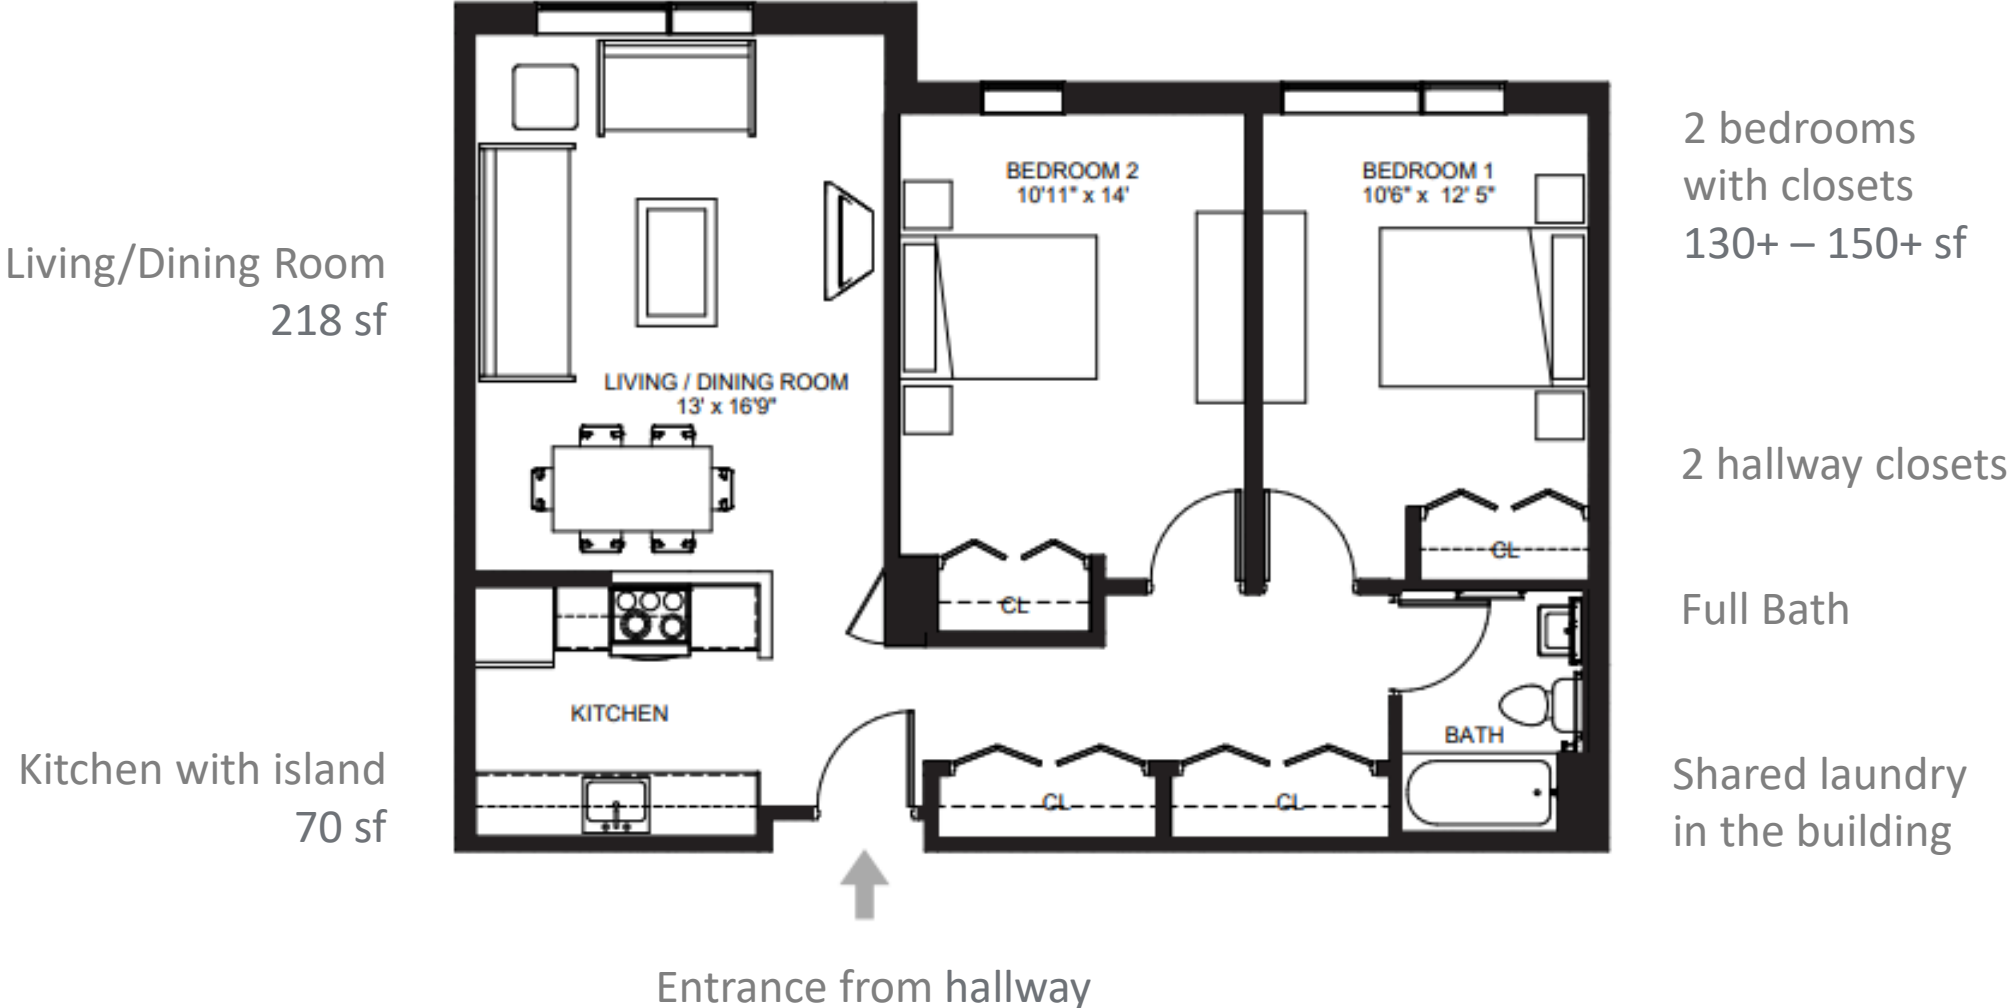 Living/Dining Room
218 sf
Kitchen with island
70 sf
LIVING / DINING ROOM
13' x 16'9"
KITCHEN
BEDROOM 2
10'11" x 14'
BEDROOM 1
10'6" x 12' 5"
CL
CL
CL
CL
BATH
2 bedrooms
with closets
130+ – 150+ sf
2 hallway closets
Full Bath
Shared laundry
in the building
Entrance from hallway